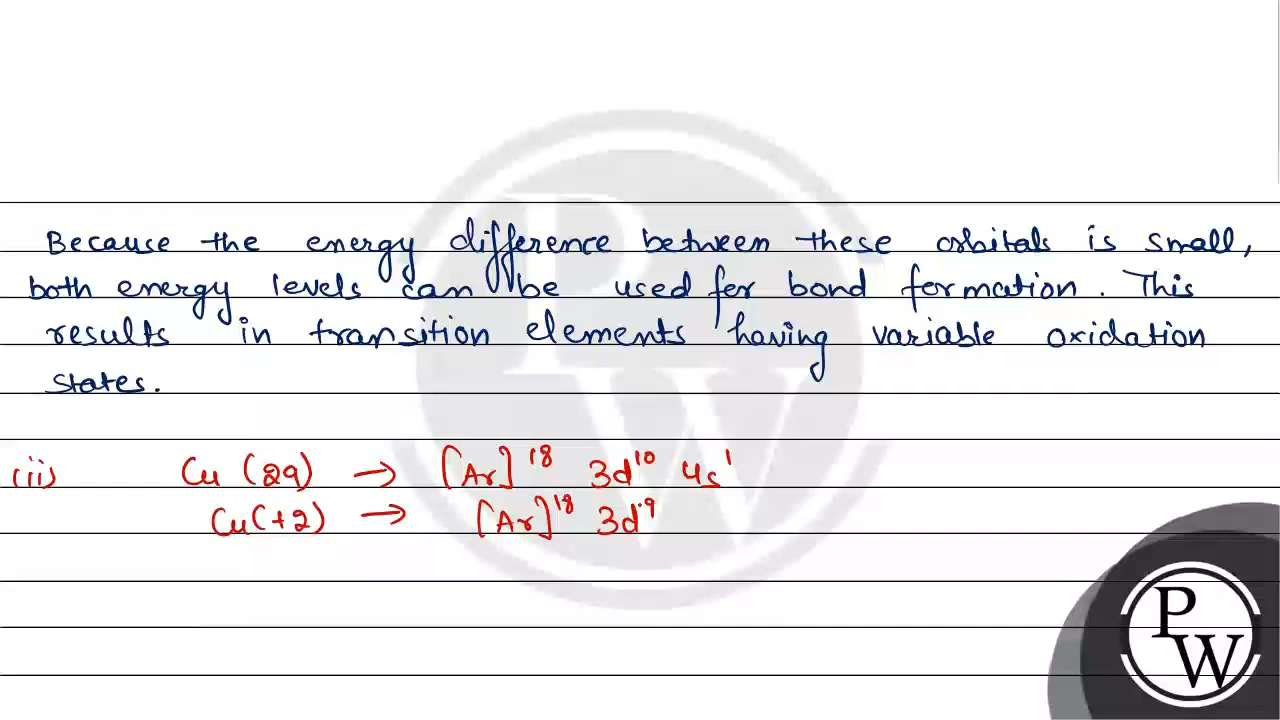 Because the energy difference between these orbitals is small,
both energy levels can be used for bond formation. This
results in transition elements having variable oxidation
states.
(ii) Cu (29) → [Ar]¹⁸ 3d¹⁰ 4s¹
Cu(+2) → [Ar]¹⁸ 3d⁹
P
W
P
W